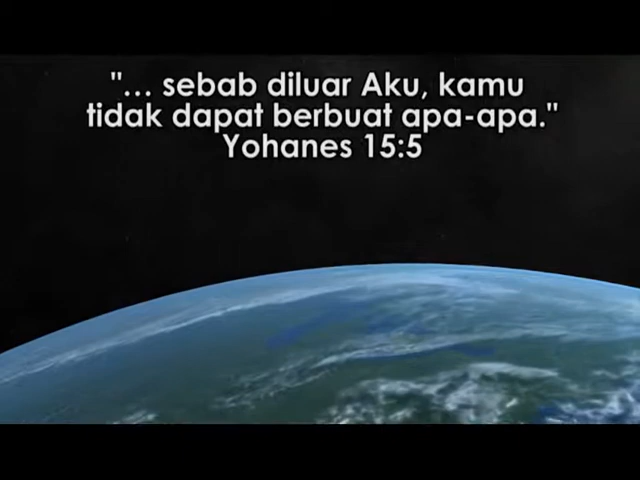 "... sebab diluar Aku, kamu
tidak dapat berbuat apa-apa."
Yohanes 15:5